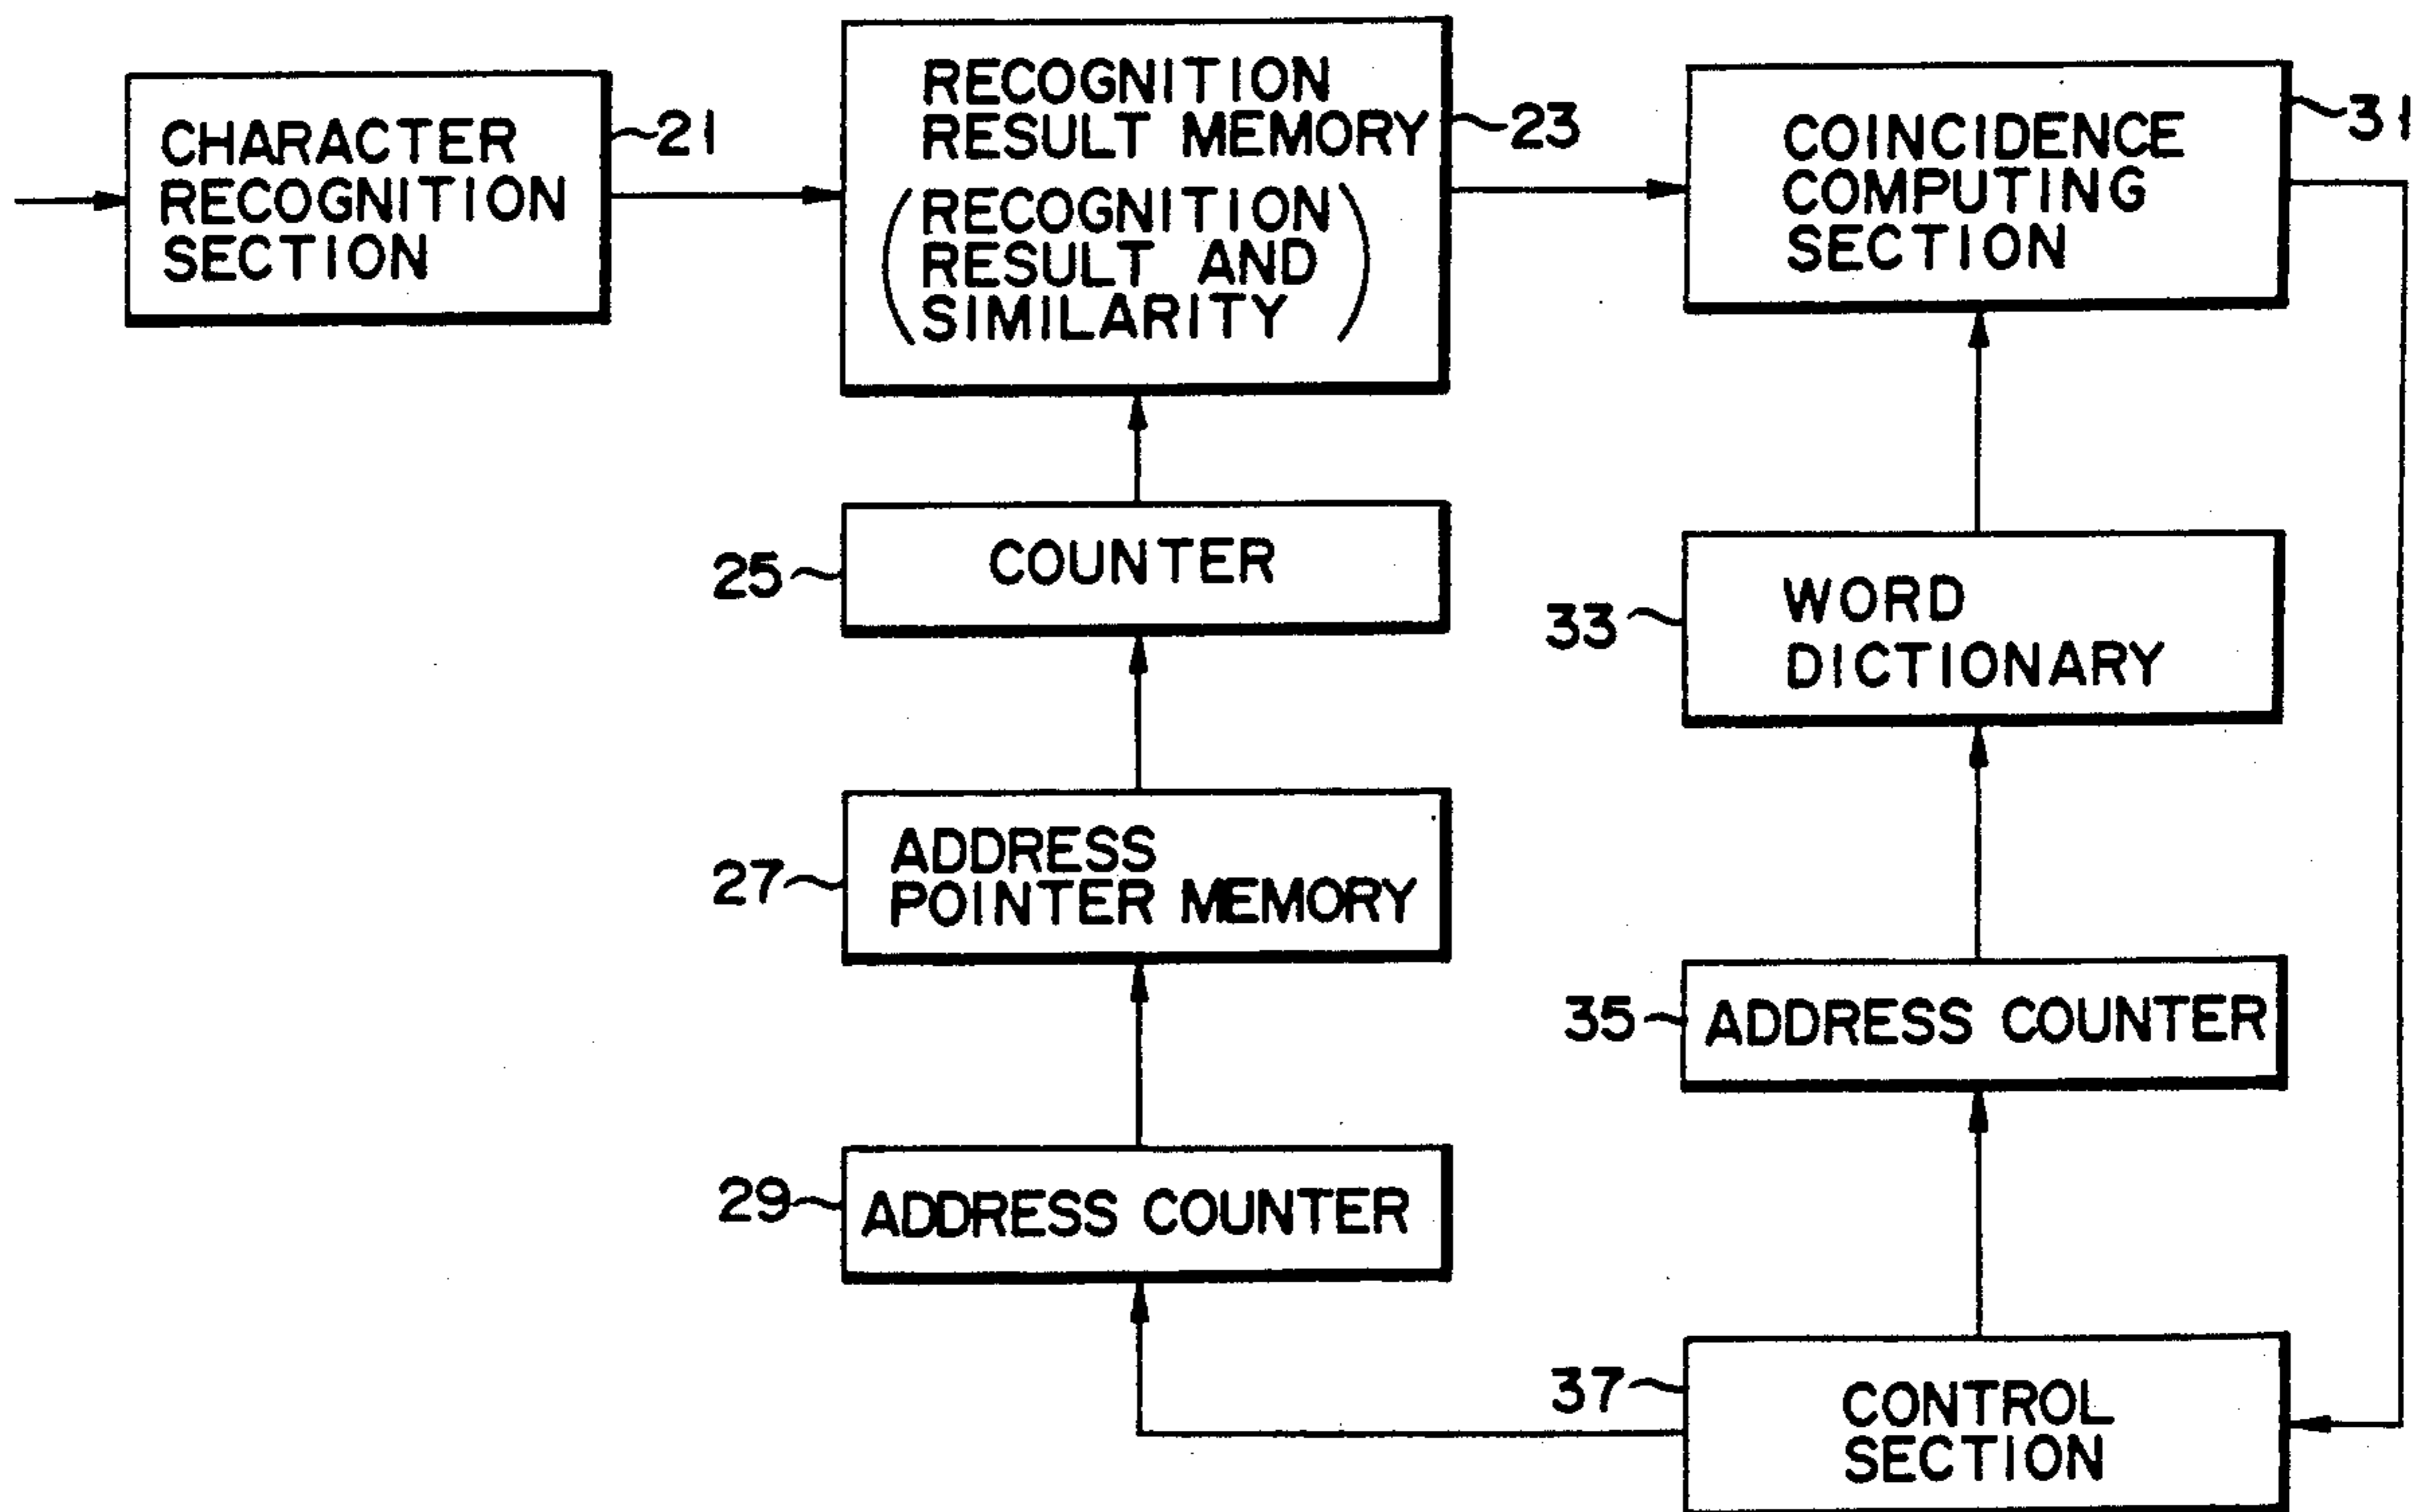 CHARACTER
RECOGNITION
SECTION
21
RECOGNITION
RESULT MEMORY
(RECOGNITION
RESULT AND
SIMILARITY)
23
COINCIDENCE
COMPUTING
SECTION
31
25
COUNTER
33
WORD
DICTIONARY
27
ADDRESS
POINTER MEMORY
35
ADDRESS COUNTER
29
ADDRESS COUNTER
37
CONTROL
SECTION